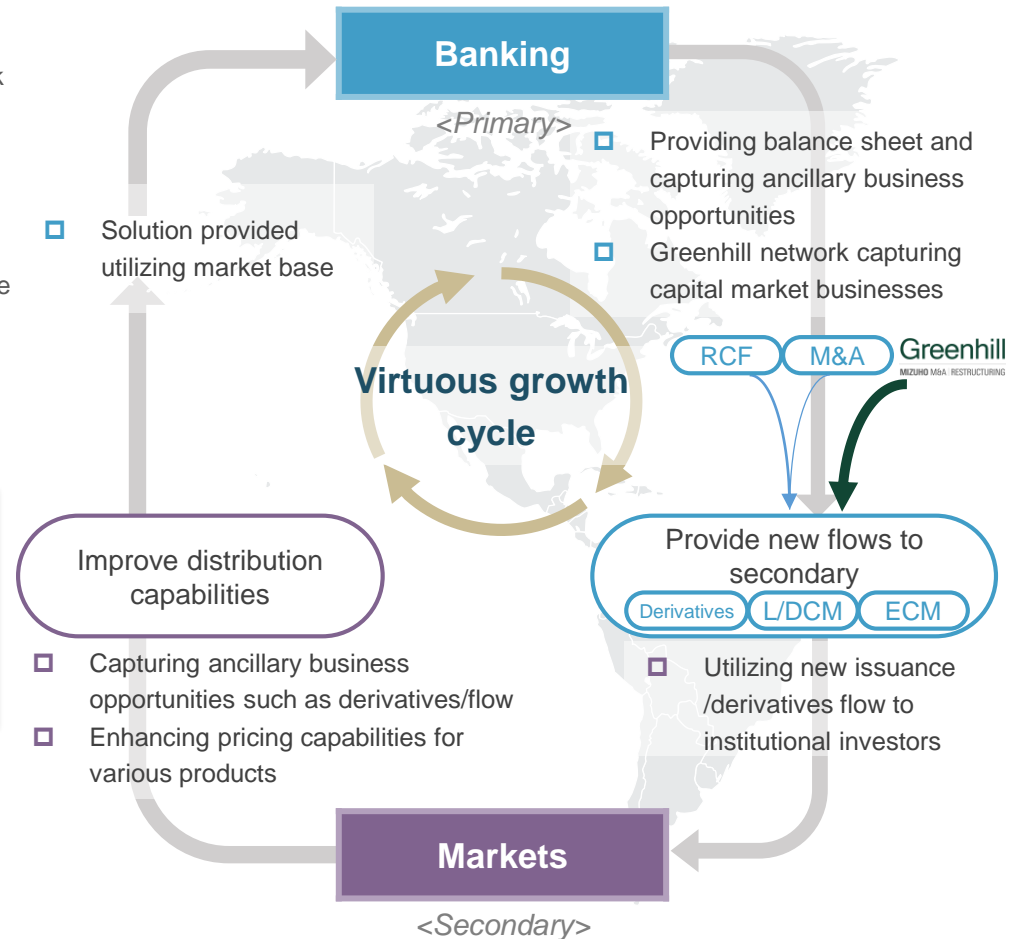 Banking
<Primary>
Providing balance sheet and
capturing ancillary business
opportunities
Greenhill network capturing
capital market businesses
Solution provided
utilizing market base
RCF
M&A
Greenhill
MIZUHO M&A | RESTRUCTURING
Virtuous growth
cycle
Improve distribution
capabilities
Provide new flows to
secondary
Derivatives
L/DCM
ECM
Capturing ancillary business
opportunities such as derivatives/flow
Enhancing pricing capabilities for
various products
Utilizing new issuance
/derivatives flow to
institutional investors
Markets
<Secondary>